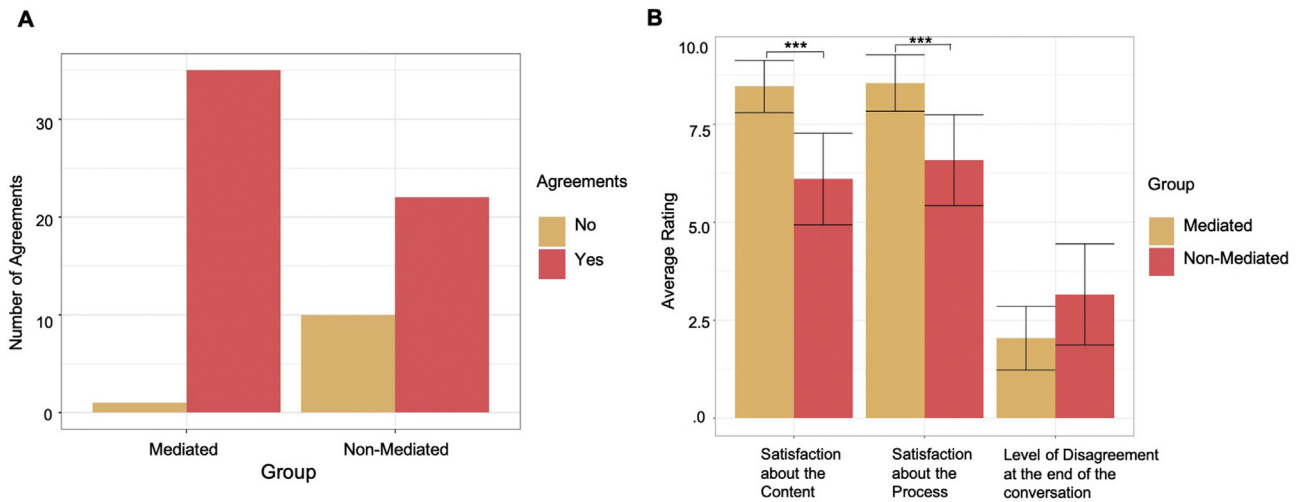 A
Number of Agreements
30
20
10
0
Mediated
Non-Mediated
Group
Agreements
No
Yes
B
Average Rating
10.0
7.5
5.0
2.5
.0
***
***
Satisfaction
about the
Content
Satisfaction
about the
Process
Level of Disagreement
at the end of the
conversation
Group
Mediated
Non-Mediated